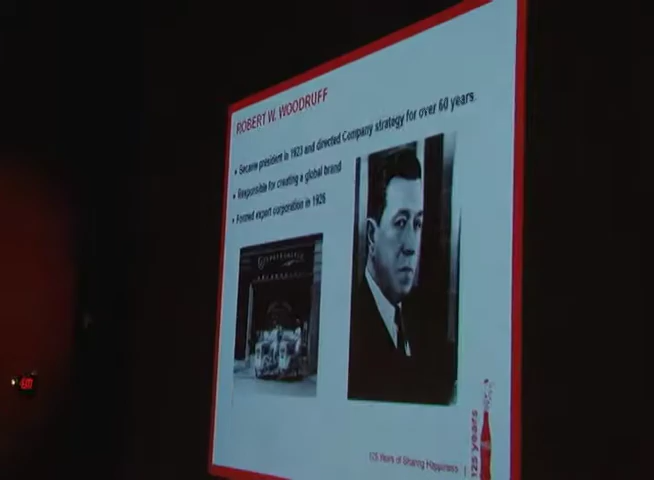 ROBERT W. WOODRUFF
• Became president in 1923 and directed Company strategy for over 60 years.
• Responsible for creating a global brand
• Formed export corporation in 1926
125 Years of Sharing Happiness
125 years